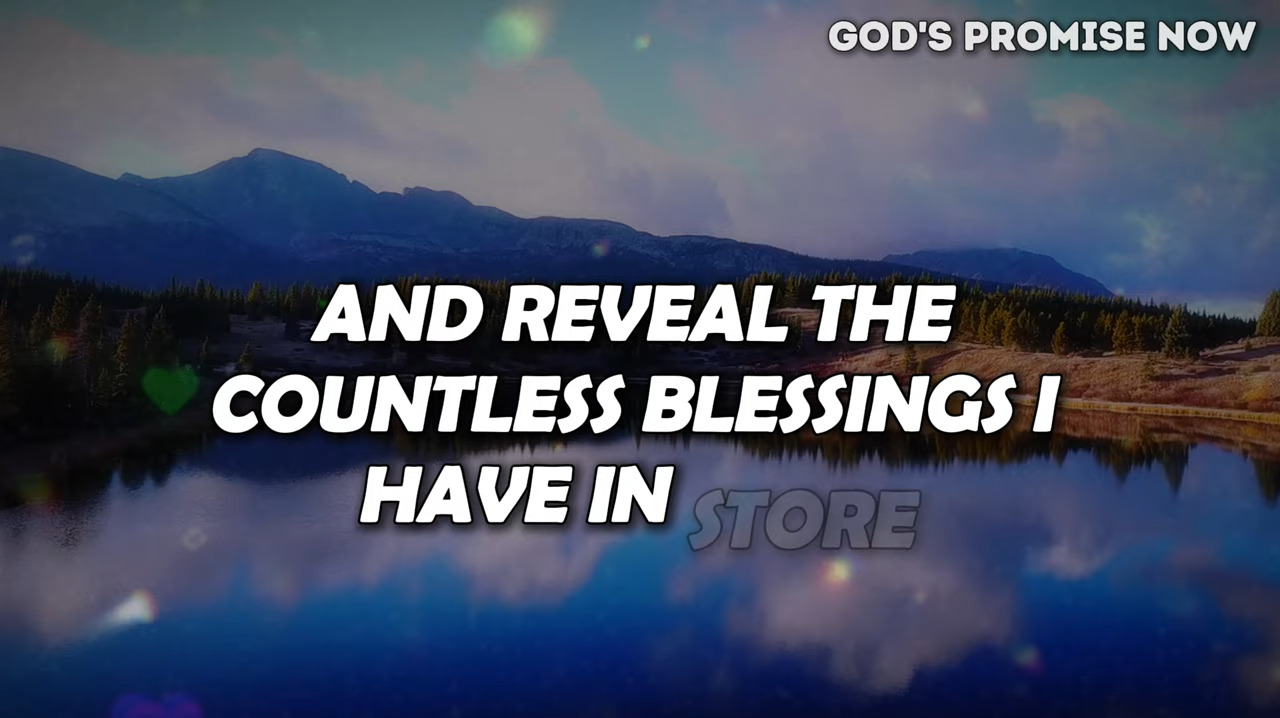 GOD'S PROMISE NOW
AND REVEAL THE
COUNTLESS BLESSINGS I
HAVE IN STORE